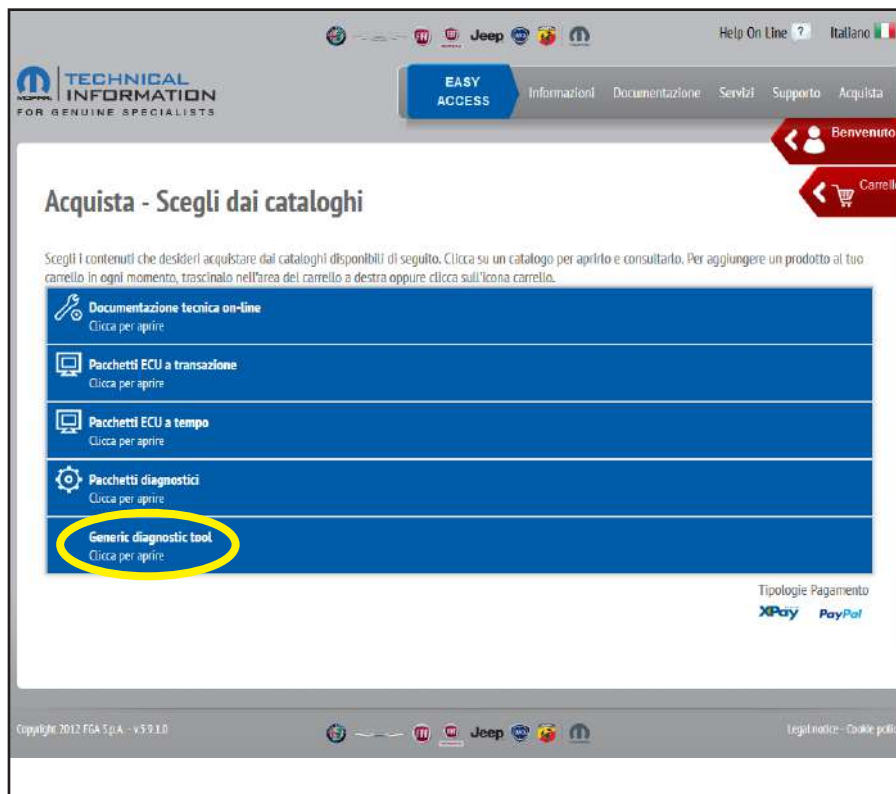 Jeep
Help On Line ?
Italiano
MOPAR
TECHNICAL
INFORMATION
FOR GENUINE SPECIALISTS
EASY
ACCESS
Informazioni
Documentazione
Servizi
Supporto
Acquista
Benvenuto
Carrell
Acquista - Scegli dai cataloghi
Scegli i contenuti che desideri acquistare dai cataloghi disponibili di seguito. Clicca su un catalogo per aprirlo e consultarlo. Per aggiungere un prodotto al tuo
carrello in ogni momento, trascinalo nell'area del carrello a destra oppure clicca sull'icona carrello.
Documentazione tecnica on-line
Clicca per aprire
Pacchetti ECU a transazione
Clicca per aprire
Pacchetti ECU a tempo
Clicca per aprire
Pacchetti diagnostici
Clicca per aprire
Generic diagnostic tool
Clicca per aprire
Tipologie Pagamento
XPay PayPal
Copyright 2012 FGA S.p.A. - v.5.9.1.0
Jeep
Legal notice - Cookie polic